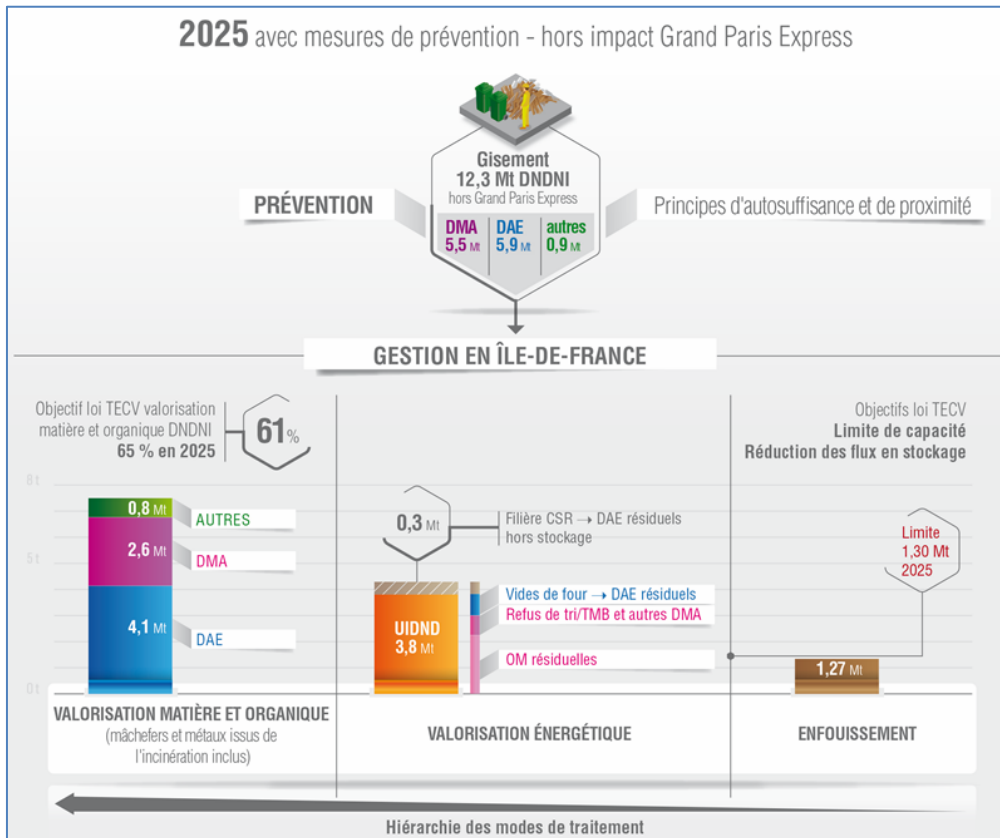 2025 avec mesures de prévention - hors impact Grand Paris Express
Gisement
12,3 Mt DNDNI
hors Grand Paris Express
PRÉVENTION
Principes d'autosuffisance et de proximité
DMA
5,5 Mt
DAE
5,9 Mt
autres
0,9 Mt
GESTION EN ÎLE-DE-FRANCE
Objectif loi TECV valorisation
matière et organique DNDNI
65 % en 2025
61%
Objectifs loi TECV
Limite de capacité
Réduction des flux en stockage
5 t
0 t
0,8 Mt
AUTRES
2,6 Mt
DMA
4,1 Mt
DAE
0,3 Mt
Filière CSR → DAE résiduels
hors stockage
UIDND
3,8 Mt
Vides de four → DAE résiduels
Refus de tri/TMB et autres DMA
OM résiduelles
Limite
1,30 Mt
2025
1,27 Mt
VALORISATION MATIÈRE ET ORGANIQUE
(mâchefers et métaux issus de
l'incinération inclus)
VALORISATION ÉNERGÉTIQUE
ENFOUISSEMENT
Hiérarchie des modes de traitement